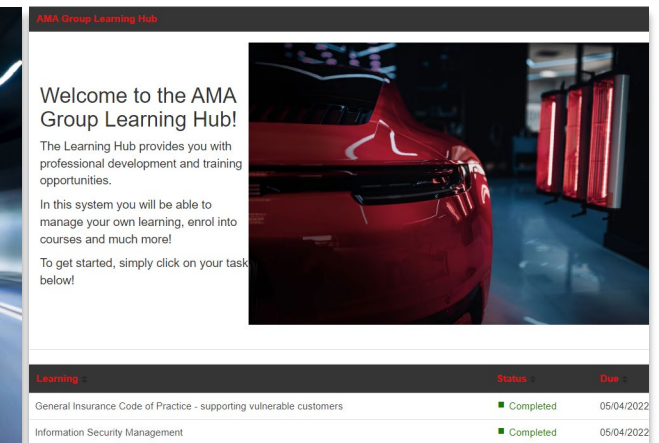 AMA Group Learning Hub
Welcome to the AMA
Group Learning Hub!
The Learning Hub provides you with
professional development and training
opportunities.
In this system you will be able to
manage your own learning, enrol into
courses and much more!
To get started, simply click on your task
below!
Learning Status Due
General Insurance Code of Practice - supporting vulnerable customers Completed 05/04/2022
Information Security Management Completed 05/04/2022